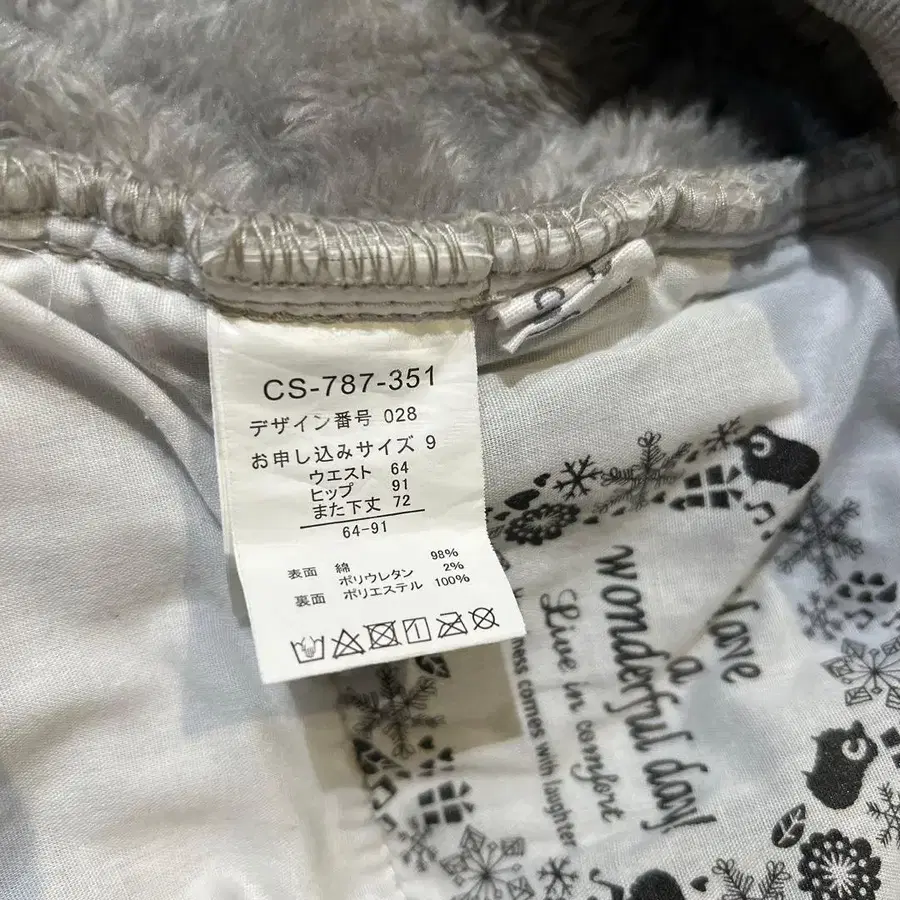 CS-787-351
デザイン番号 028
お申し込みサイズ 9
ウエスト 64
ヒップ 91
また下丈 72
64-91
表面 綿 98%
ポリウレタン 2%
裏面 ポリエステル 100%
Have
a
wonderful day
Live in comfort
ness comes with laughter